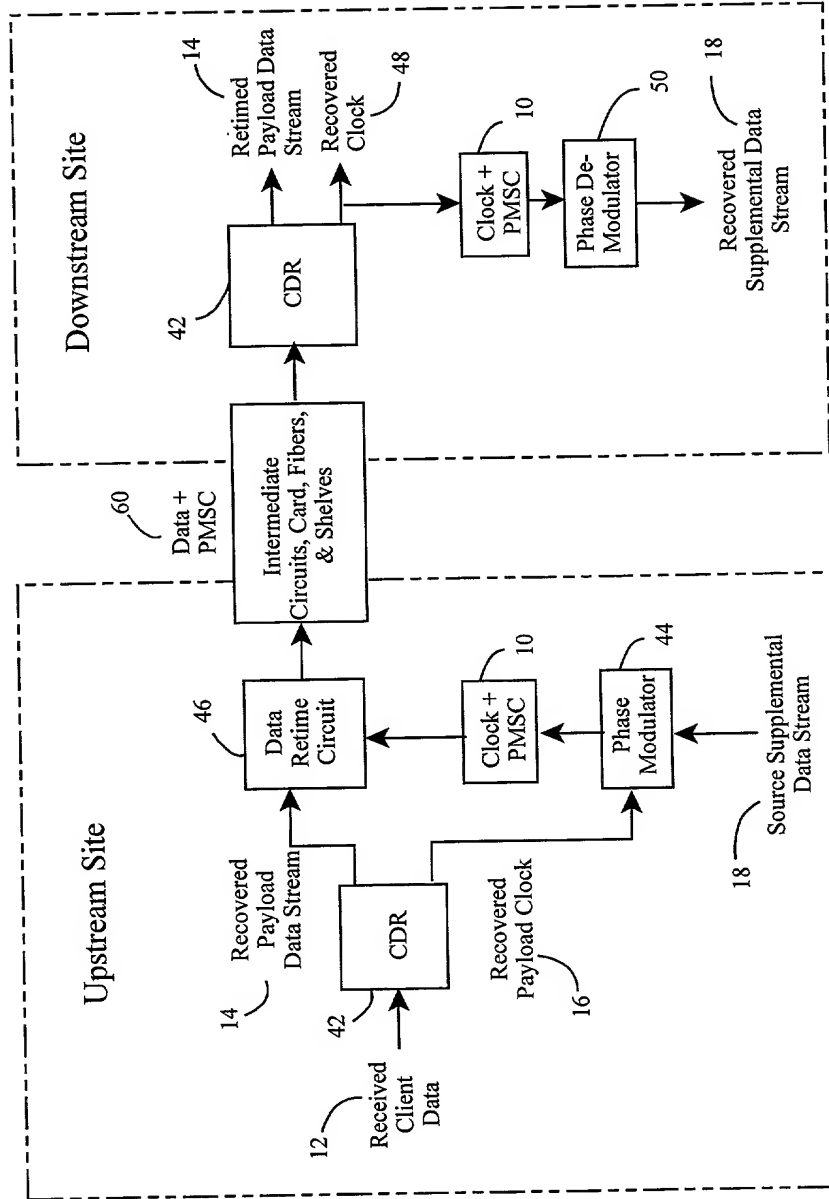 Upstream Site
12
Received
Client
Data
42
CDR
14
Recovered
Payload
Data Stream
Recovered
Payload Clock
16
46
Data
Retime
Circuit
10
Clock +
PMSC
44
Phase
Modulator
18
Source Supplemental
Data Stream
60
Data +
PMSC
Intermediate
Circuits, Card, Fibers,
& Shelves
Downstream Site
42
CDR
14
Retimed
Payload Data
Stream
Recovered
Clock
48
10
Clock +
PMSC
50
Phase De-
Modulator
18
Recovered
Supplemental Data
Stream